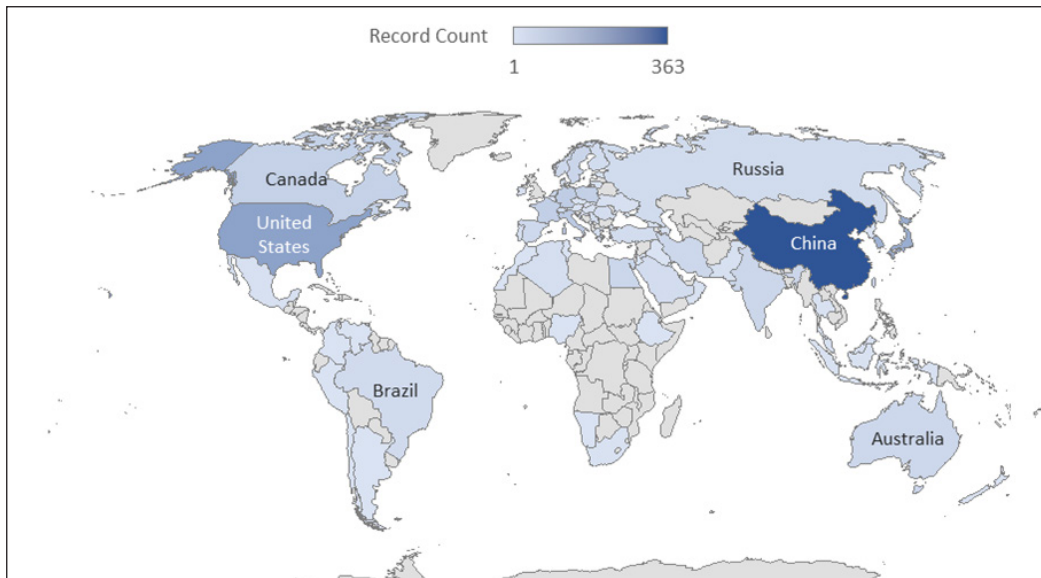 Record Count
1 363
Canada
Russia
United
States
China
Brazil
Australia